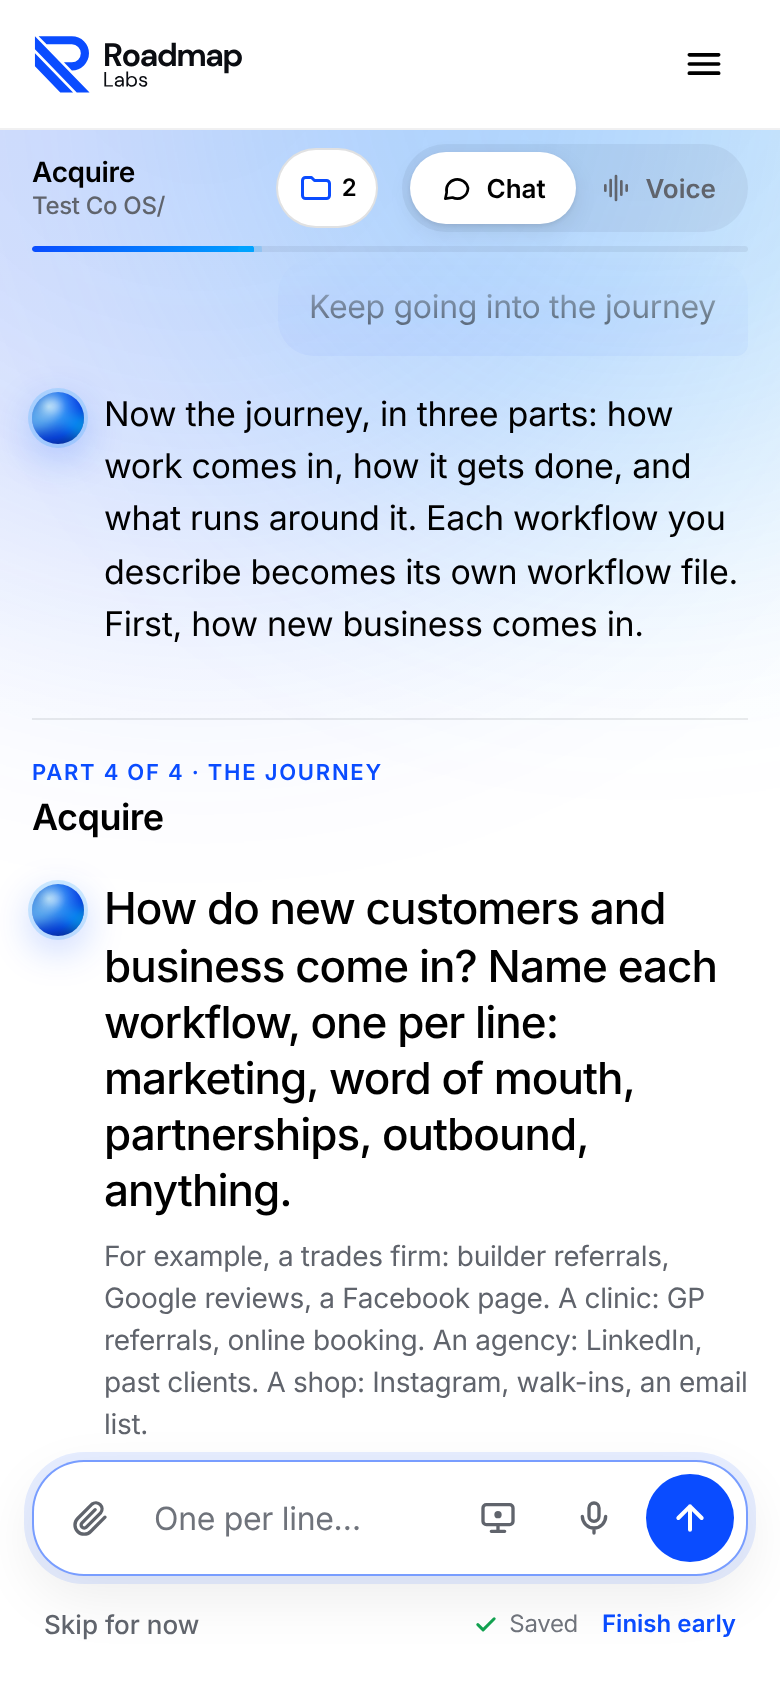 Roadmap
Labs
Acquire
Test Co OS/
2
Chat
Voice
Keep going into the journey
Now the journey, in three parts: how
work comes in, how it gets done, and
what runs around it. Each workflow you
describe becomes its own workflow file.
First, how new business comes in.
PART 4 OF 4 · THE JOURNEY
Acquire
How do new customers and
business come in? Name each
workflow, one per line:
marketing, word of mouth,
partnerships, outbound,
anything.
For example, a trades firm: builder referrals,
Google reviews, a Facebook page. A clinic: GP
referrals, online booking. An agency: LinkedIn,
past clients. A shop: Instagram, walk-ins, an email
list.
One per line...
Skip for now
Saved
Finish early